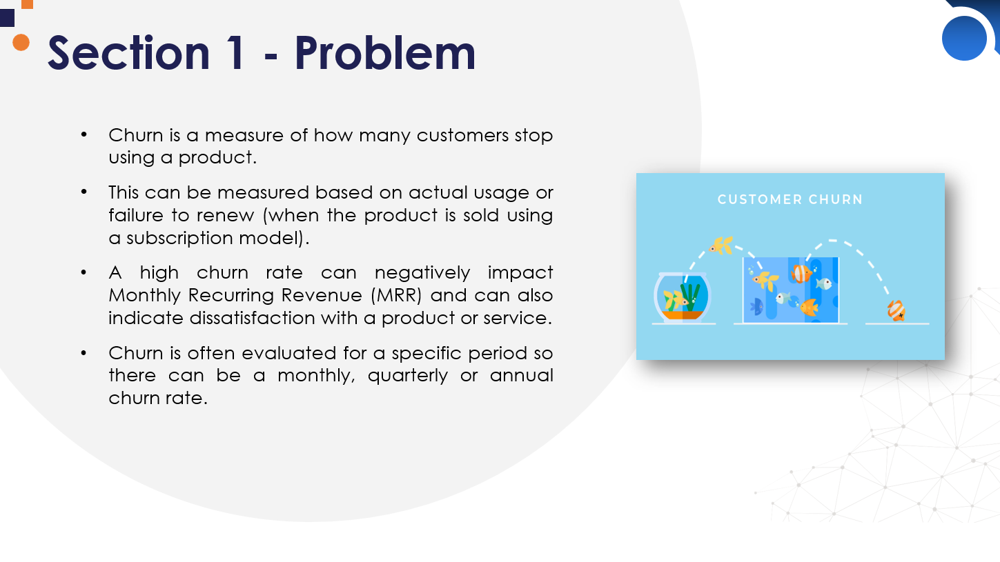 Section 1 - Problem
• Churn is a measure of how many customers stop
using a product.
• This can be measured based on actual usage or
failure to renew (when the product is sold using
a subscription model).
• A high churn rate can negatively impact
Monthly Recurring Revenue (MRR) and can also
indicate dissatisfaction with a product or service.
• Churn is often evaluated for a specific period so
there can be a monthly, quarterly or annual
churn rate.
CUSTOMER CHURN